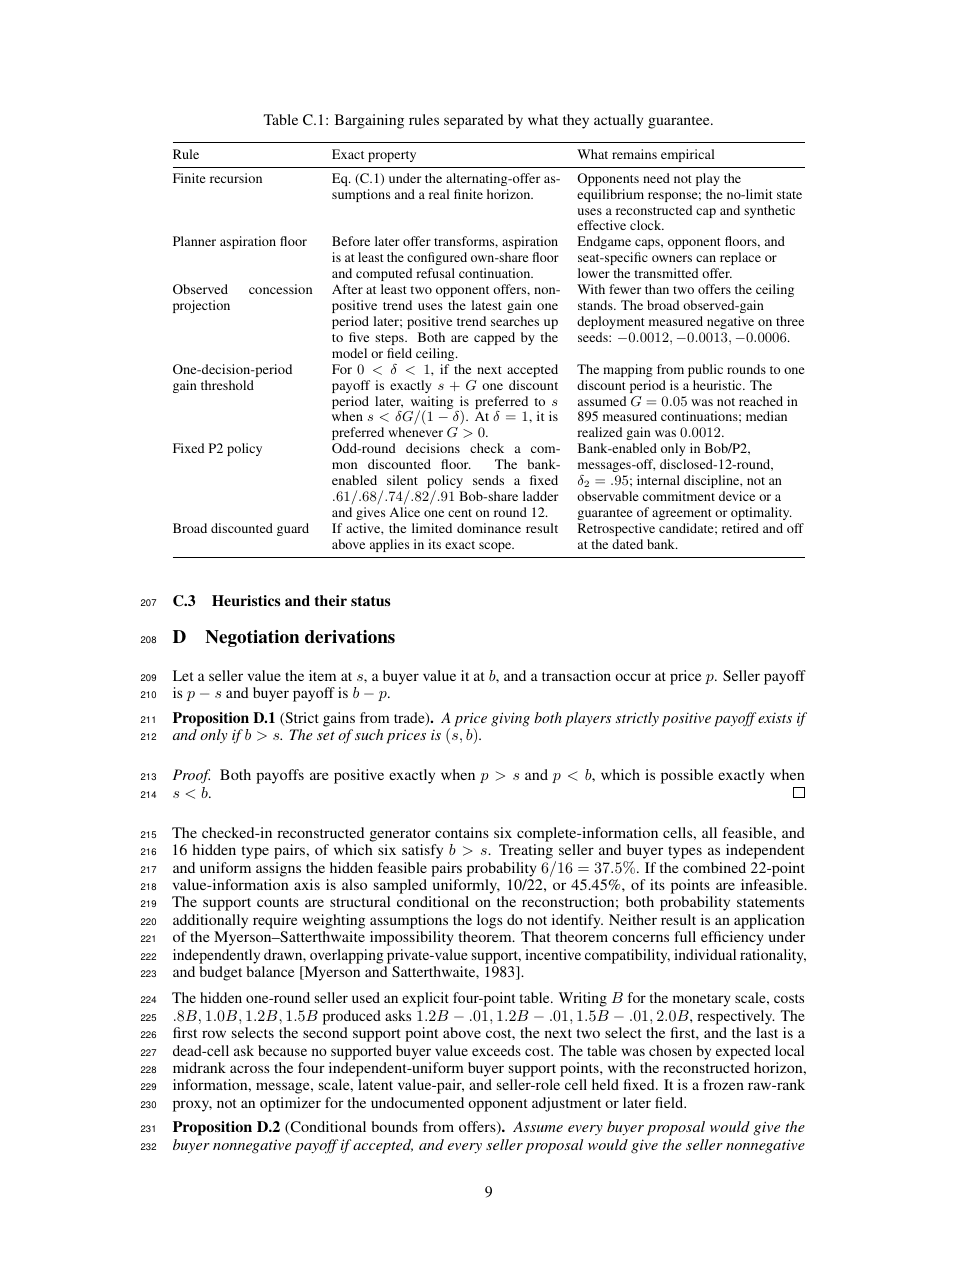 Table C.1: Bargaining rules separated by what they actually guarantee.
Rule Exact property What remains empirical
Finite recursion Eq. (C.1) under the alternating-offer as- Opponents need not play the
sumptions and a real finite horizon. equilibrium response; the no-limit state
uses a reconstructed cap and synthetic
effective clock.
Planner aspiration floor Before later offer transforms, aspiration Endgame caps, opponent floors, and
is at least the configured own-share floor seat-specific owners can replace or
and computed refusal continuation. lower the transmitted offer.
Observed concession After at least two opponent offers, non- With fewer than two offers the ceiling
projection positive trend uses the latest gain one stands. The broad observed-gain
period later; positive trend searches up deployment measured negative on three
to five steps. Both are capped by the seeds: −0.0012, −0.0013, −0.0006.
model or field ceiling.
One-decision-period For 0 < δ < 1, if the next accepted The mapping from public rounds to one
gain threshold payoff is exactly s + G one discount discount period is a heuristic. The
period later, waiting is preferred to s assumed G = 0.05 was not reached in
when s < δG/(1 − δ). At δ = 1, it is 895 measured continuations; median
preferred whenever G > 0. realized gain was 0.0012.
Fixed P2 policy Odd-round decisions check a com- Bank-enabled only in Bob/P2,
mon discounted floor. The bank- messages-off, disclosed-12-round,
enabled silent policy sends a fixed δ₂ = .95; internal discipline, not an
.61/.68/.74/.82/.91 Bob-share ladder observable commitment device or a
and gives Alice one cent on round 12. guarantee of agreement or optimality.
Broad discounted guard If active, the limited dominance result Retrospective candidate; retired and off
above applies in its exact scope. at the dated bank.
207 C.3 Heuristics and their status
208 D Negotiation derivations
209 Let a seller value the item at s, a buyer value it at b, and a transaction occur at price p. Seller payoff
210 is p − s and buyer payoff is b − p.
211 Proposition D.1 (Strict gains from trade). A price giving both players strictly positive payoff exists if
212 and only if b > s. The set of such prices is (s, b).
213 Proof. Both payoffs are positive exactly when p > s and p < b, which is possible exactly when
214 s < b. □
215 The checked-in reconstructed generator contains six complete-information cells, all feasible, and
216 16 hidden type pairs, of which six satisfy b > s. Treating seller and buyer types as independent
217 and uniform assigns the hidden feasible pairs probability 6/16 = 37.5%. If the combined 22-point
218 value-information axis is also sampled uniformly, 10/22, or 45.45%, of its points are infeasible.
219 The support counts are structural conditional on the reconstruction; both probability statements
220 additionally require weighting assumptions the logs do not identify. Neither result is an application
221 of the Myerson–Satterthwaite impossibility theorem. That theorem concerns full efficiency under
222 independently drawn, overlapping private-value support, incentive compatibility, individual rationality,
223 and budget balance [Myerson and Satterthwaite, 1983].
224 The hidden one-round seller used an explicit four-point table. Writing B for the monetary scale, costs
225 .8B, 1.0B, 1.2B, 1.5B produced asks 1.2B − .01, 1.2B − .01, 1.5B − .01, 2.0B, respectively. The
226 first row selects the second support point above cost, the next two select the first, and the last is a
227 dead-cell ask because no supported buyer value exceeds cost. The table was chosen by expected local
228 midrank across the four independent-uniform buyer support points, with the reconstructed horizon,
229 information, message, scale, latent value-pair, and seller-role cell held fixed. It is a frozen raw-rank
230 proxy, not an optimizer for the undocumented opponent adjustment or later field.
231 Proposition D.2 (Conditional bounds from offers). Assume every buyer proposal would give the
232 buyer nonnegative payoff if accepted, and every seller proposal would give the seller nonnegative
9